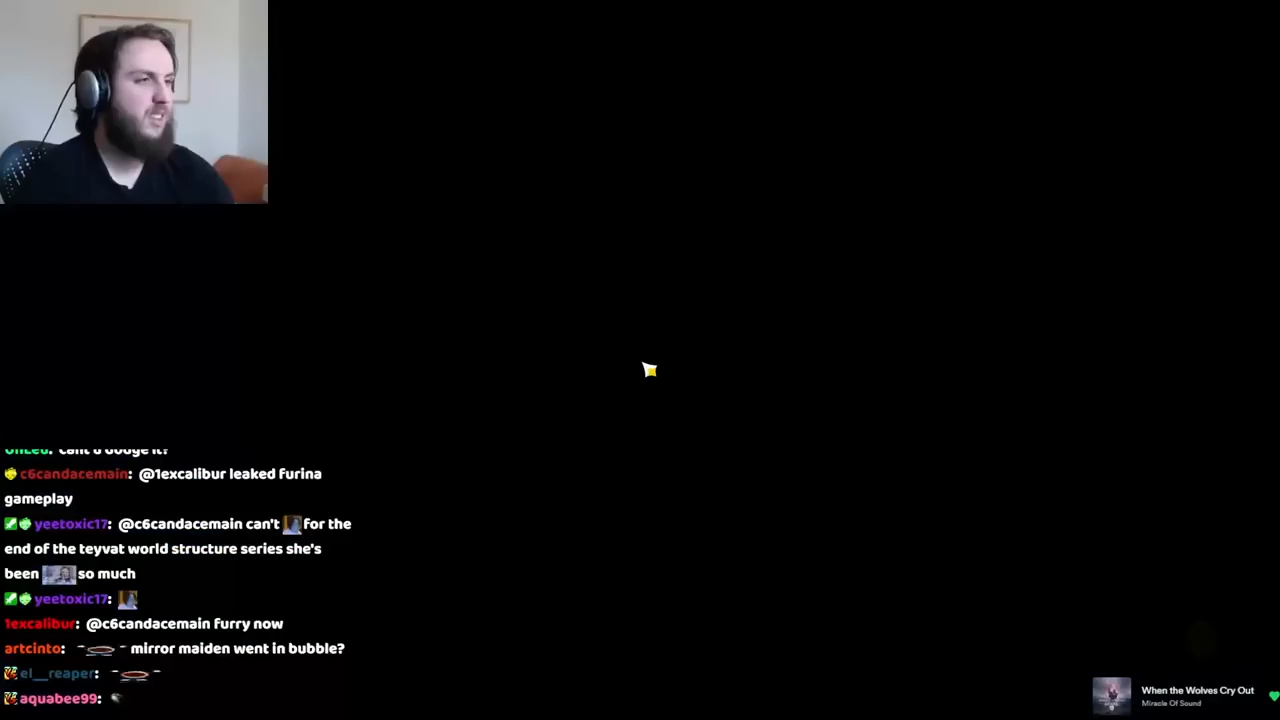 c6candacemain: @1excalibur leaked furina
gameplay
yeetoxic17: @c6candacemain can't for the
end of the teyvat world structure series she's
been so much
yeetoxic17:
1excalibur: @c6candacemain furry now
artcinto: mirror maiden went in bubble?
el__reaper:
aquabee99:
When the Wolves Cry Out
Miracle Of Sound